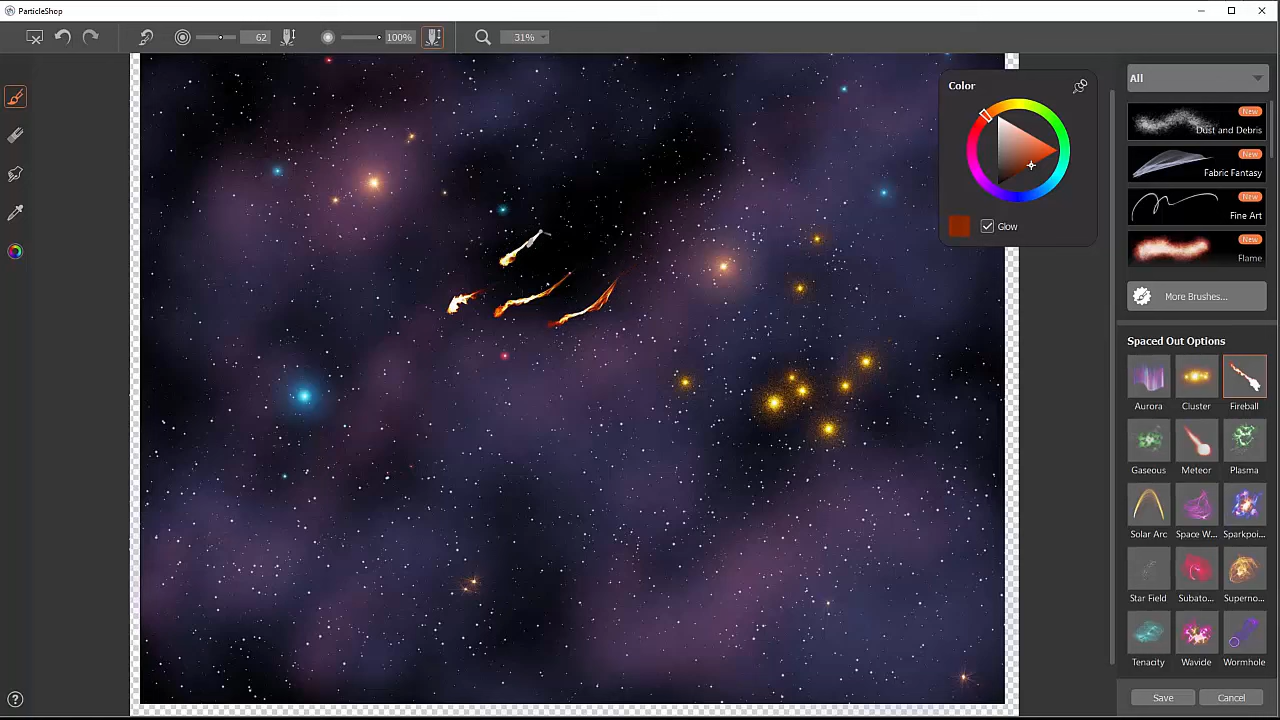 ParticleShop
62
100%
31%
Color
Glow
All
New
Dust and Debris
New
Fabric Fantasy
New
Fine Art
New
Flame
More Brushes...
Spaced Out Options
Aurora Cluster Fireball
Gaseous Meteor Plasma
Solar Arc Space W... Sparkpoi...
Star Field Subato... Superno...
Tenacity Wormhole
Save Cancel